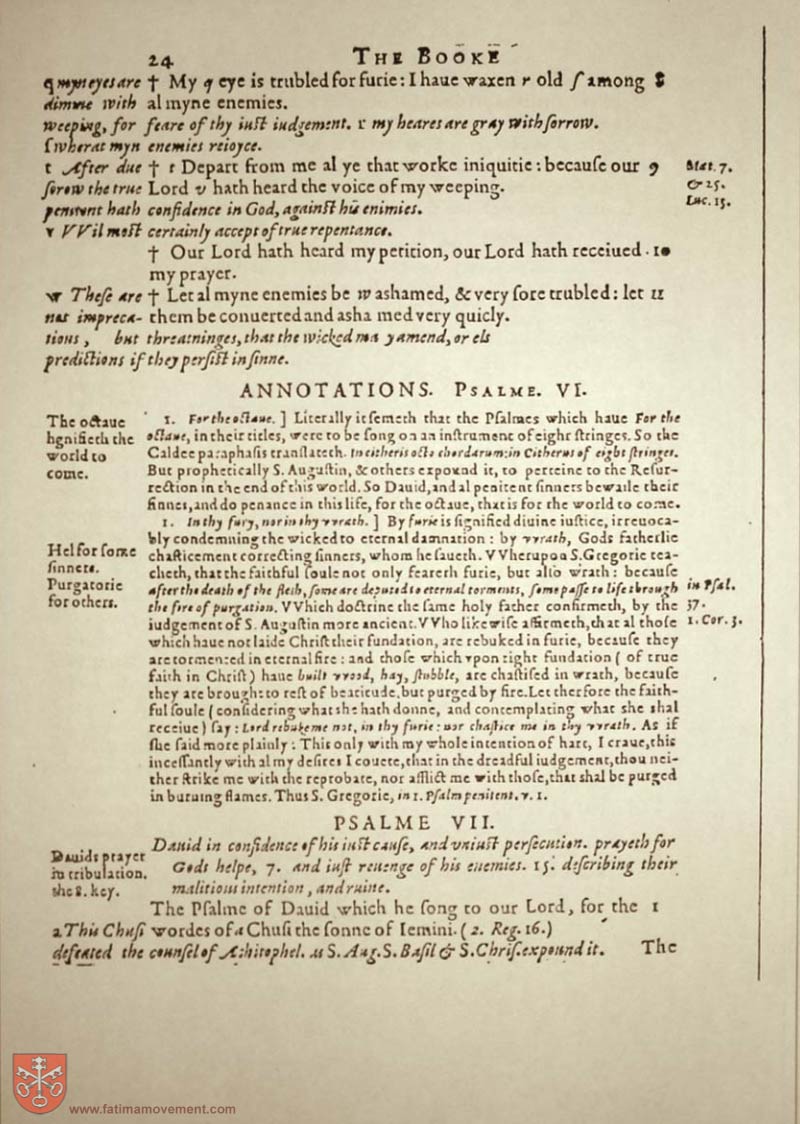 24 THE BOOKE
q myn eyes are † My q eye is trubled for furie: I haue waxen r old ſ among 8
dimme with al myne enemies.
weeping, for feare of thy iuſt iudgement. r my heares are gray with ſorrow.
ſ wherat myn enemies reioyce.
t After due † t Depart from me al ye that worke iniquitie: becauſe our 9 Mat. 7.
ſorow the true Lord v hath heard the voice of my weeping. & 25.
penitent hath confidence in God, againſt his enimies. Luc. 13.
v VVil moſt certainly accept of true repentance.
† Our Lord hath heard my petition, our Lord hath receiued 10
my prayer.
w Theſe are † Let al myne enemies be w aſhamed, & very ſore trubled: let 11
not impreca- them be conuerted and aſha med very quicly.
tions, but threatninges, that the wicked ma y amend, or els
predictions if they perſiſt in ſinne.
ANNOTATIONS. PSALME. VI.
The octaue 1. For the octaue. ] Literally it ſemeth that the Pſalmes which haue For the
ſignifieth the octaue, in their titles, were to be ſong on an inſtrument of eight ſtringes. So the
world to Caldee paraphaſis tranſlateth. In citheris octo chordarum: in Citherus of eight ſtringes.
come. But prophetically S. Auguſtin, & others expound it, to perteine to the Reſur-
rection in the end of this world. So Dauid, and al penitent ſinners bewaile their
ſinnes, and do penance in this life, for the octaue, that is for the world to come.
1. In thy fury, nor in thy vvrath. ] By furie is ſignified diuine iuſtice, irreuoca-
bly condemning the wicked to eternal damnation: by vvrath, Gods fatherlie
Hel for ſome chaſticement correcting ſinners, whom he ſaueth. VVherupon S. Gregorie tea-
ſinners. cheth, that the faithful ſoule not only feareth furie, but alſo wrath: becauſe
Purgatorie after the death of the fleſh, ſome are deputed to eternal torments, ſome paſſe to life through in Pſal.
for others. the fire of purgation. VVhich doctrine the ſame holy father confirmeth, by the 37.
iudgement of S. Auguſtin more ancient. VVho likewiſe affirmeth, that al thoſe 1. Cor. 3.
which haue not laide Chriſt their fundation, are rebuked in furie, becauſe they
are tormented in eternal fire: and thoſe which vpon right fundation ( of true
faith in Chriſt ) haue built vvood, hay, ſtubble, are chaſtiſed in wrath, becauſe
they are brought to reſt of beatitude, but purged by fire. Let therfore the faith-
ful ſoule ( conſidering what ſhe hath donne, and contemplating what ſhe ſhal
receiue ) ſay: Lord rebuke me not, in thy furie: nor chaſtice me in thy vvrath. As if
ſhe ſaid more plainly: This only with my whole intention of hart, I craue, this
inceſſantly with al my deſires I couete, that in the dreadful iudgement, thou nei-
ther ſtrike me with the reprobate, nor afflict me with thoſe, that ſhal be purged
in burning flames. Thus S. Gregorie, in 1. Pſalm penitent. v. 1.
PSALME VII.
Dauids prayer Dauid in confidence of his iuſt cauſe, and vniuſt perſecution. prayeth for
in tribulation. Gods helpe, 7. and iuſt reuenge of his enemies. 15. deſcribing their
the 8. key. malitious intention, and ruine.
The Pſalme of Dauid which he ſong to our Lord, for the 1
a This Chuſi wordes of a Chuſi the ſonne of Iemini. ( 2. Reg. 16. )
defeated the counſel of Achitophel. as S. Aug. S. Baſil & S. Chriſ. expound it. The
www.fatimamovement.com